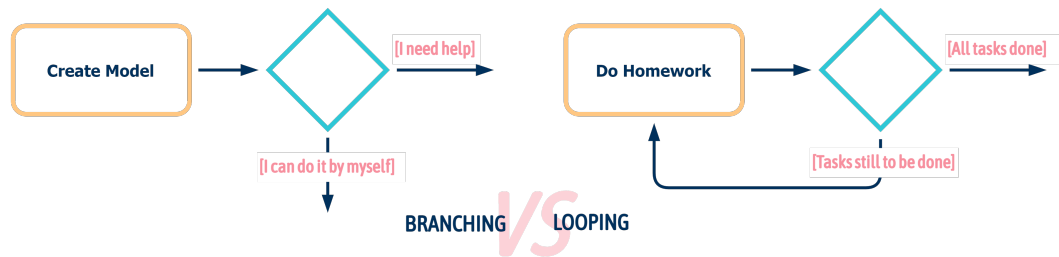 Create Model
[I need help]
[I can do it by myself]
Do Homework
[All tasks done]
[Tasks still to be done]
BRANCHING VS LOOPING